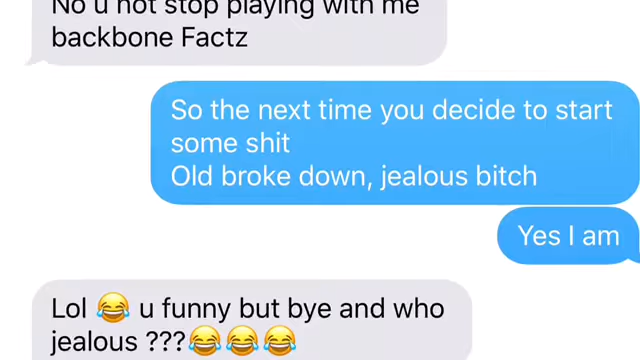 No u not stop playing with me
backbone Factz
So the next time you decide to start
some shit
Old broke down, jealous bitch
Yes I am
Lol 😂 u funny but bye and who
jealous ???😂😂😂